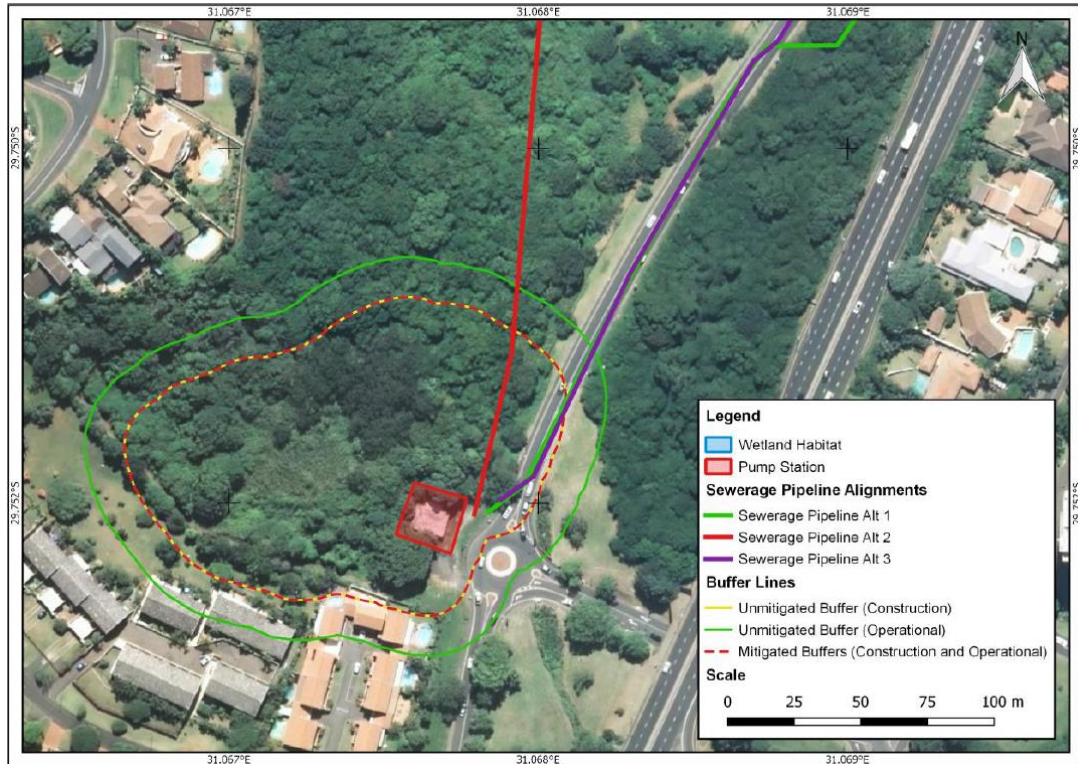 31.067°E
31.068°E
31.069°E
N
29.750°S
29.750°S
29.752°S
29.752°S
Legend
Wetland Habitat
Pump Station
Sewerage Pipeline Alignments
Sewerage Pipeline Alt 1
Sewerage Pipeline Alt 2
Sewerage Pipeline Alt 3
Buffer Lines
Unmitigated Buffer (Construction)
Unmitigated Buffer (Operational)
Mitigated Buffers (Construction and Operational)
Scale
0 25 50 75 100 m
31.067°E
31.068°E
31.069°E